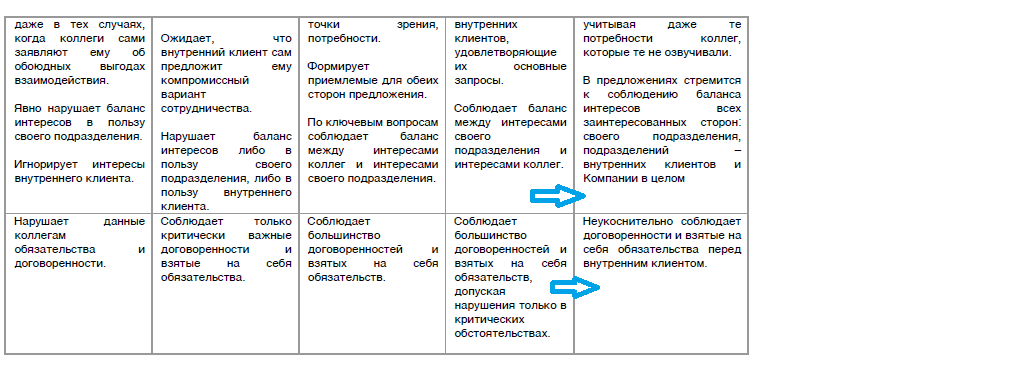 даже в тех случаях,
когда коллеги сами
заявляют ему об
обоюдных выгодах
взаимодействия.
Явно нарушает баланс
интересов в пользу
своего подразделения.
Игнорирует интересы
внутреннего клиента.
Ожидает, что
внутренний клиент сам
предложит ему
компромиссный
вариант
сотрудничества.
Нарушает баланс
интересов либо в
пользу своего
подразделения, либо в
пользу внутреннего
клиента.
точки зрения,
потребности.
Формирует
приемлемые для обеих
сторон предложения.
По ключевым вопросам
соблюдает баланс
между интересами
коллег и интересами
своего подразделения.
внутренних
клиентов,
удовлетворяющие
их основные
запросы.
Соблюдает баланс
между интересами
своего
подразделения и
интересами коллег.
учитывая даже те
потребности коллег,
которые те не озвучивали.
В предложениях стремится
к соблюдению баланса
интересов всех
заинтересованных сторон:
своего подразделения,
подразделений –
внутренних клиентов и
Компании в целом
Нарушает данные
коллегам
обязательства и
договоренности.
Соблюдает только
критически важные
договоренности и
взятые на себя
обязательства.
Соблюдает
большинство
договоренностей и
взятых на себя
обязательств.
Соблюдает
большинство
договоренностей и
взятых на себя
обязательств,
допуская
нарушения только в
критических
обстоятельствах.
Неукоснительно соблюдает
договоренности и взятые на
себя обязательства перед
внутренним клиентом.